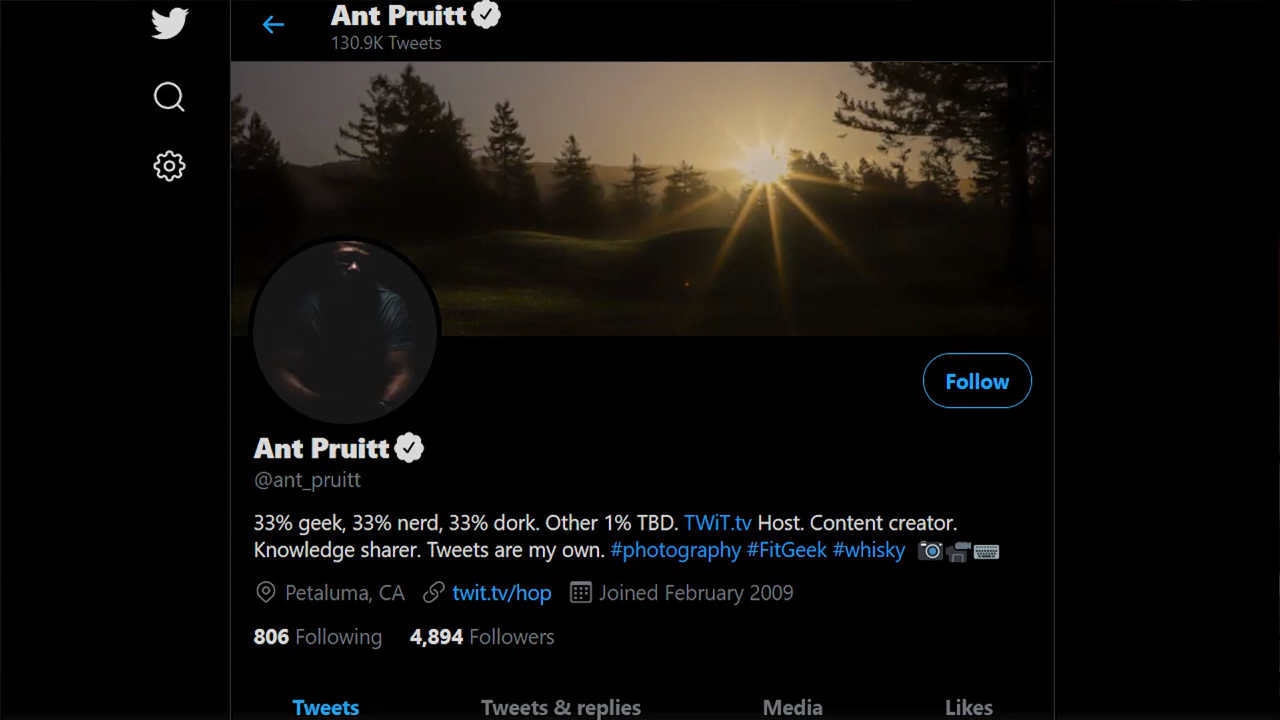 Ant Pruitt
130.9K Tweets
Follow
Ant Pruitt
@ant_pruitt
33% geek, 33% nerd, 33% dork. Other 1% TBD. TWiT.tv Host. Content creator.
Knowledge sharer. Tweets are my own. #photography #FitGeek #whisky
Petaluma, CA twit.tv/hop Joined February 2009
806 Following 4,894 Followers
Tweets Tweets & replies Media Likes